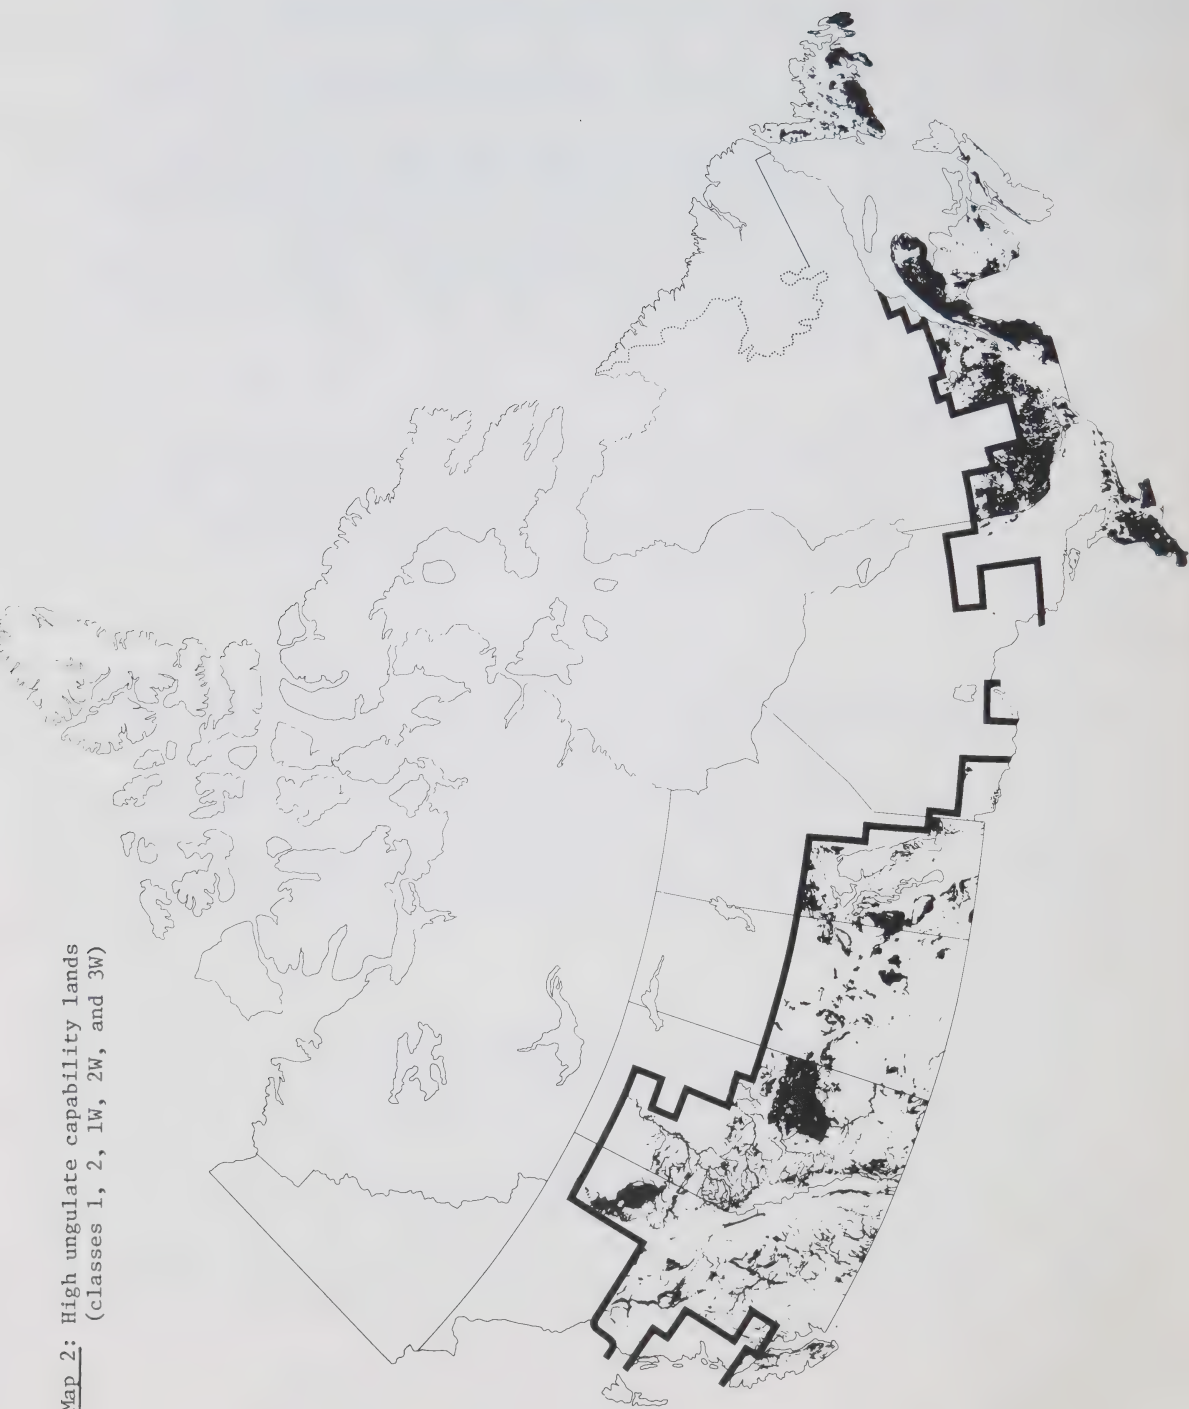 Map 2: High ungulate capability lands
(classes 1, 2, 1W, 2W, and 3W)